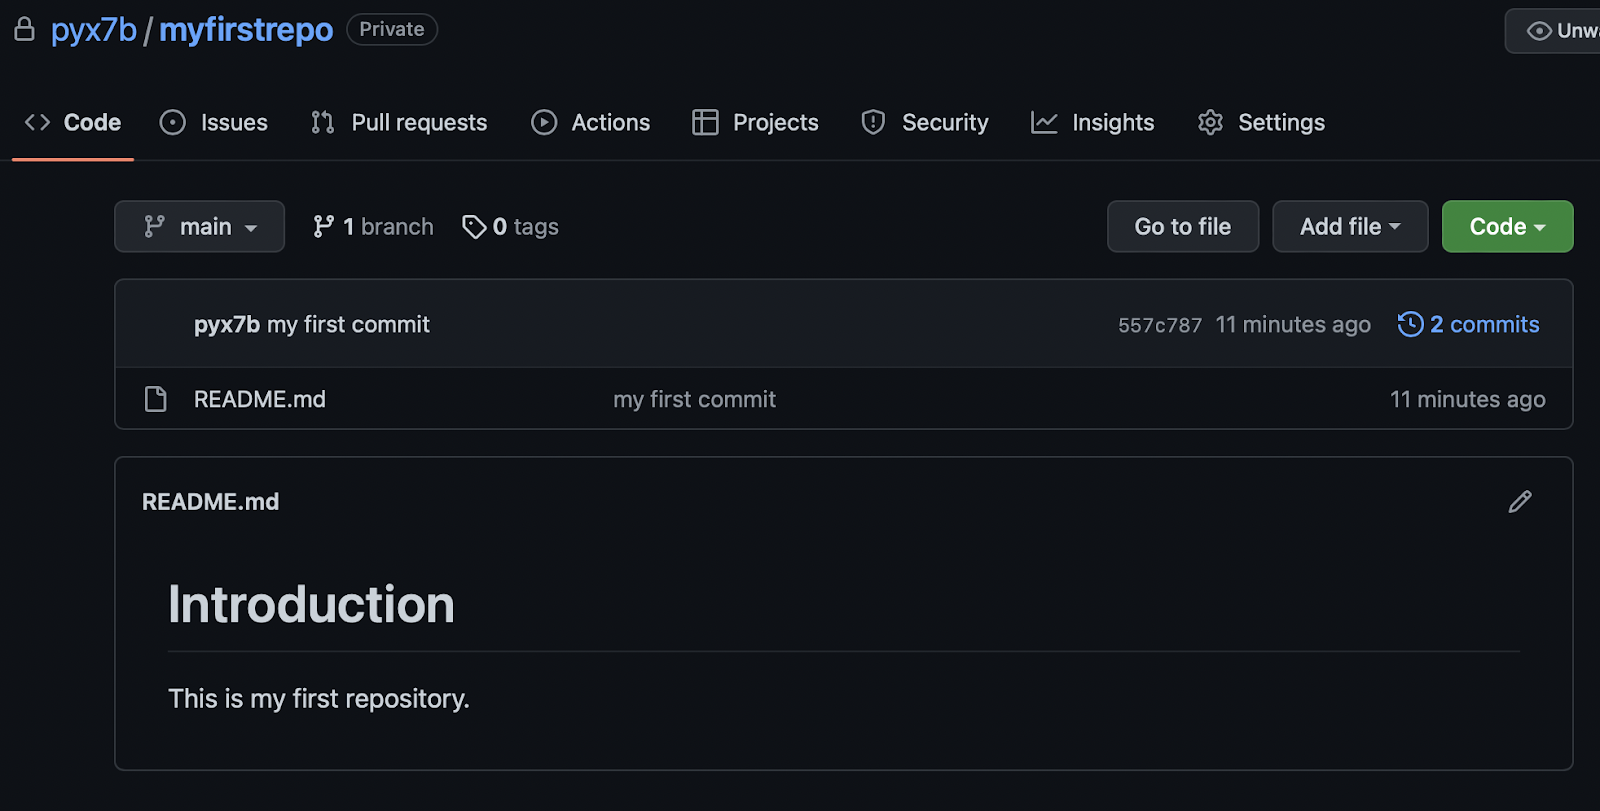 pyx7b / myfirstrepo Private Unwa
Code Issues Pull requests Actions Projects Security Insights Settings
main 1 branch 0 tags Go to file Add file Code
pyx7b my first commit 557c787 11 minutes ago 2 commits
README.md my first commit 11 minutes ago
README.md
Introduction
This is my first repository.